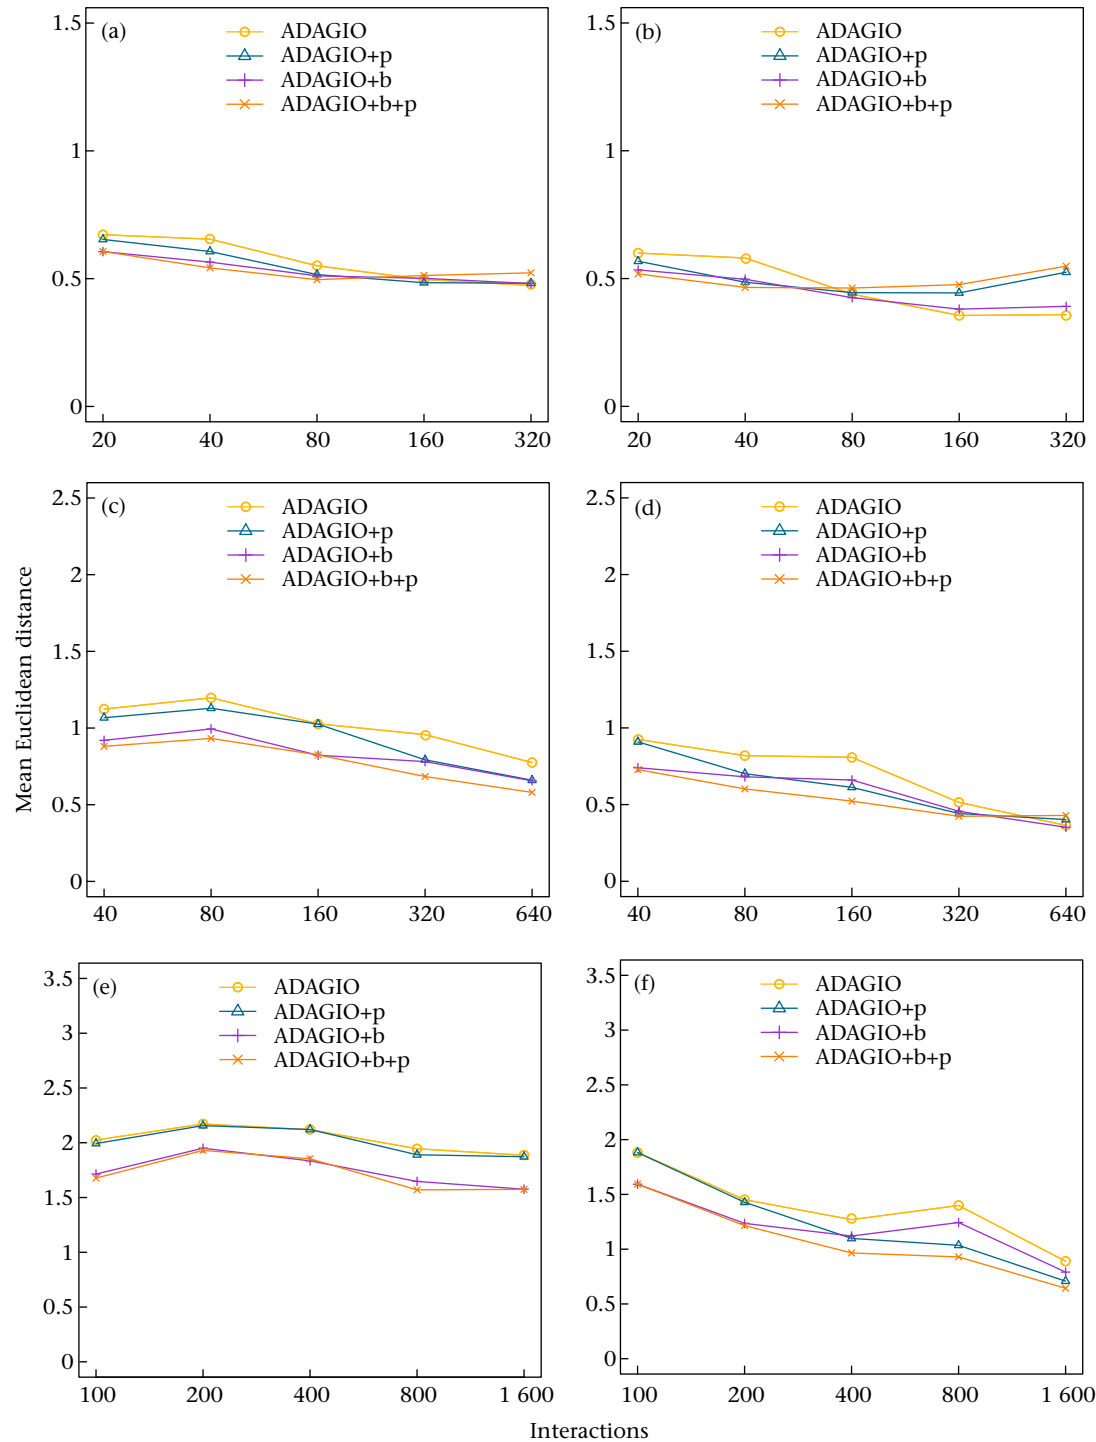 (a)
ADAGIO
ADAGIO+p
ADAGIO+b
ADAGIO+b+p
1.5
1
0.5
0
20 40 80 160 320
(b)
ADAGIO
ADAGIO+p
ADAGIO+b
ADAGIO+b+p
1.5
1
0.5
0
20 40 80 160 320
Mean Euclidean distance
(c)
ADAGIO
ADAGIO+p
ADAGIO+b
ADAGIO+b+p
2.5
2
1.5
1
0.5
0
40 80 160 320 640
(d)
ADAGIO
ADAGIO+p
ADAGIO+b
ADAGIO+b+p
2.5
2
1.5
1
0.5
0
40 80 160 320 640
(e)
ADAGIO
ADAGIO+p
ADAGIO+b
ADAGIO+b+p
3.5
3
2.5
2
1.5
1
0.5
0
100 200 400 800 1 600
(f)
ADAGIO
ADAGIO+p
ADAGIO+b
ADAGIO+b+p
3.5
3
2.5
2
1.5
1
0.5
0
100 200 400 800 1 600
Interactions